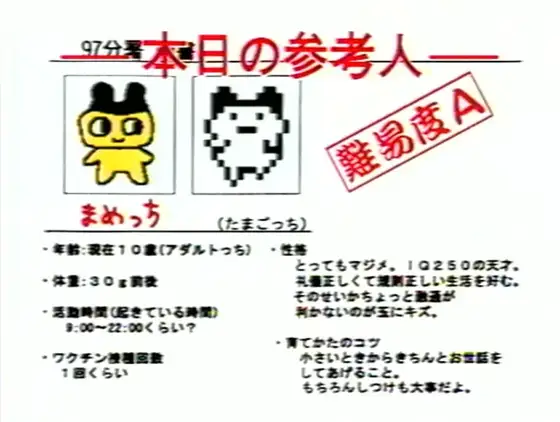 本日の参考人
97分署
難易度A
まめっち
(たまごっち)
・年齢:現在10歳(アダルトっち)
・体重:30g前後
・活動時間(起きている時間)
9:00〜22:00くらい?
・ワクチン接種回数
1回くらい
・性格
とってもマジメ。IQ250の天才。
礼儀正しくて規則正しい生活を好む。
そのせいかちょっと融通が
利かないのが玉にキズ。
・育てかたのコツ
小さいときからきちんとお世話を
してあげること。
もちろんしつけも大事だよ。